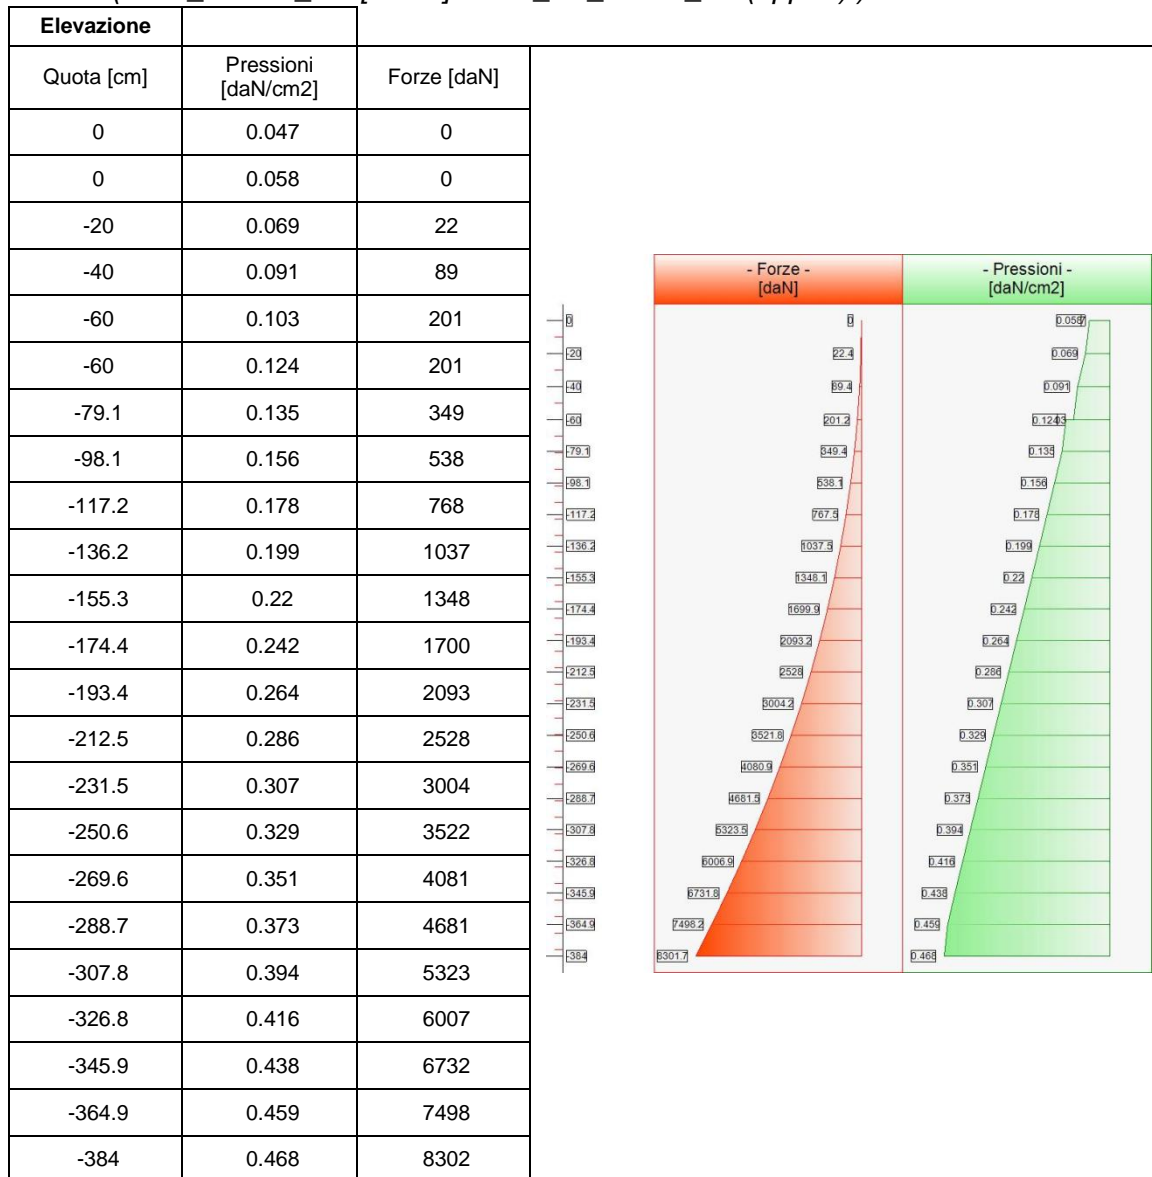 Elevazione
Quota [cm] Pressioni [daN/cm2] Forze [daN]
0 0.047 0
0 0.058 0
-20 0.069 22
-40 0.091 89
-60 0.103 201
-60 0.124 201
-79.1 0.135 349
-98.1 0.156 538
-117.2 0.178 768
-136.2 0.199 1037
-155.3 0.22 1348
-174.4 0.242 1700
-193.4 0.264 2093
-212.5 0.286 2528
-231.5 0.307 3004
-250.6 0.329 3522
-269.6 0.351 4081
-288.7 0.373 4681
-307.8 0.394 5323
-326.8 0.416 6007
-345.9 0.438 6732
-364.9 0.459 7498
-384 0.468 8302
- Forze - - Pressioni -
[daN] [daN/cm2]
0 0
-20 22.4 0.069
-40 89.4 0.091
-60 201.2
-79.1 349.4 0.135
-98.1 538.1 0.156
-117.2 767.5 0.178
-136.2 1037.5 0.199
-155.3 1348.1 0.22
-174.4 1699.9 0.242
-193.4 2093.2 0.264
-212.5 2528 0.286
-231.5 3004.2 0.307
-250.6 3521.8 0.329
-269.6 4080.9 0.351
-288.7 4681.5 0.373
-307.8 5323.5 0.394
-326.8 6006.9 0.416
-345.9 6731.8 0.438
-364.9 7498.2 0.459
-384 8301.7 0.468